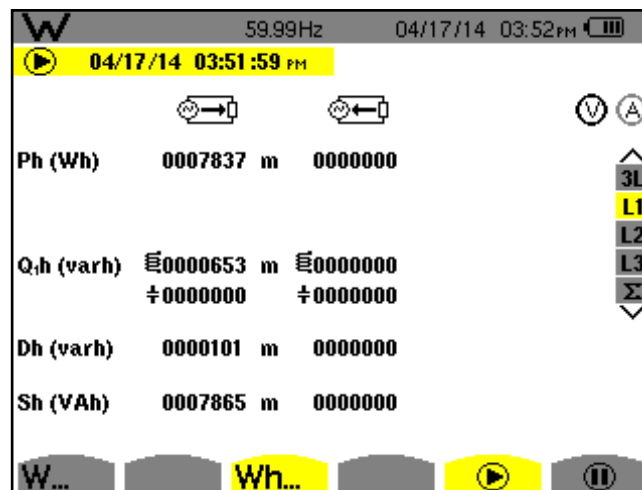 W 59.99Hz 04/17/14 03:52PM
04/17/14 03:51:59 PM
V A
Ph (Wh) 0007837 m 0000000
3L
L1
L2
Q₁h (varh) 0000653 m 0000000
L3
0000000 0000000
Σ
Dh (varh) 0000101 m 0000000
Sh (VAh) 0007865 m 0000000
W... Wh...